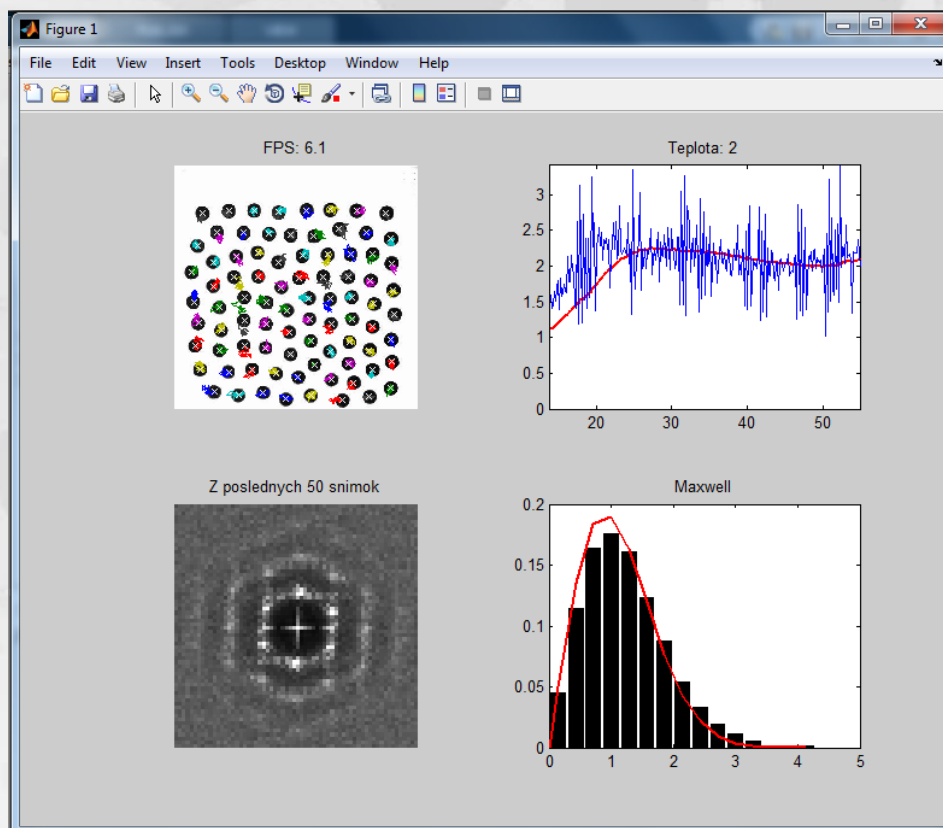 Figure 1
File Edit View Insert Tools Desktop Window Help
FPS: 6.1
Teplota: 2
3
2.5
2
1.5
1
0.5
0
20 30 40 50
Z poslednych 50 snimok
Maxwell
0.2
0.15
0.1
0.05
0
0 1 2 3 4 5